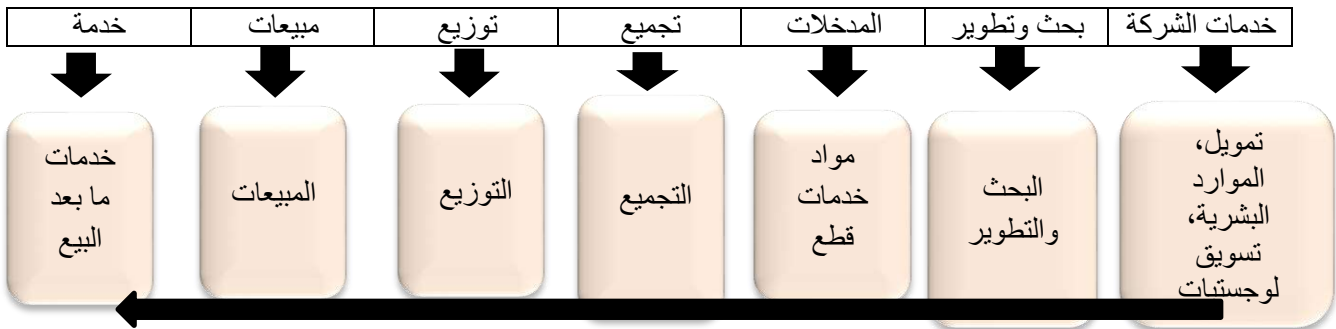 خدمات الشركة
بحث وتطوير
المدخلات
تجميع
توزيع
مبيعات
خدمة
تمويل،
الموارد
البشرية،
تسويق
لوجستيات
البحث
والتطوير
مواد
خدمات
قطع
التجميع
التوزيع
المبيعات
خدمات
ما بعد
البيع